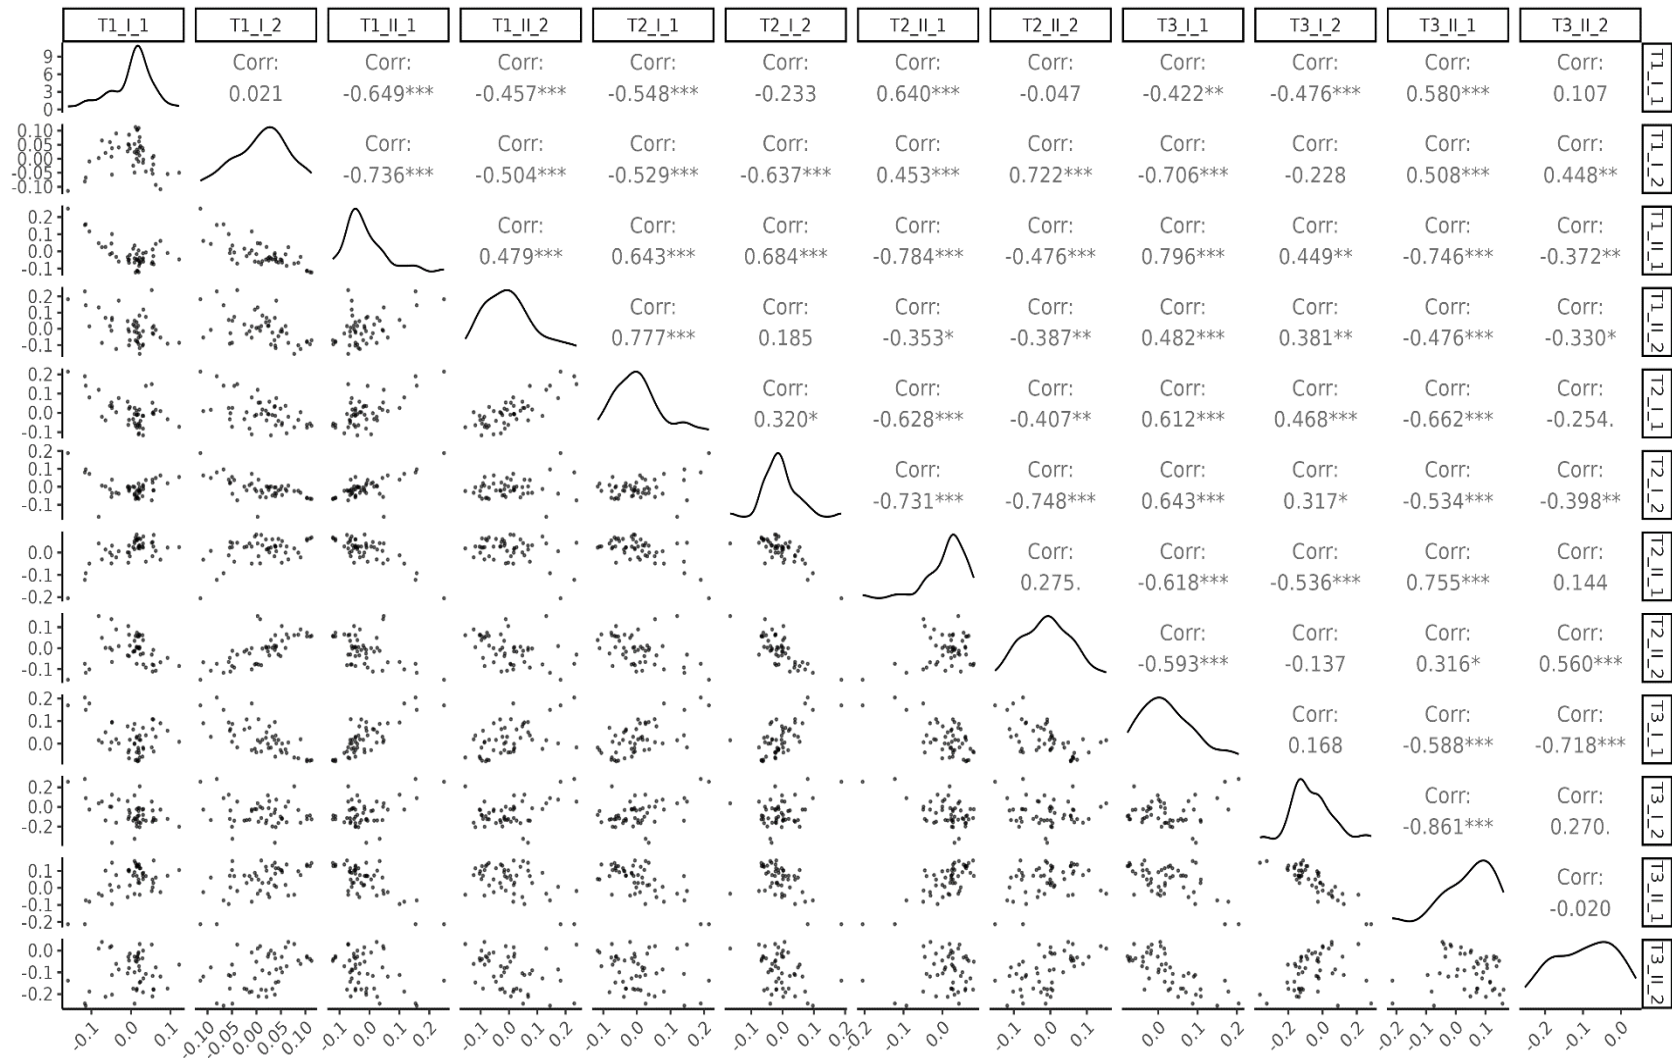 T1_I_1 T1_I_2 T1_II_1 T1_II_2 T2_I_1 T2_I_2 T2_II_1 T2_II_2 T3_I_1 T3_I_2 T3_II_1 T3_II_2
9 6 3 0
Corr: Corr: Corr: Corr: Corr: Corr: Corr: Corr: Corr: Corr: Corr:
0.021 -0.649*** -0.457*** -0.548*** -0.233 0.640*** -0.047 -0.422** -0.476*** 0.580*** 0.107
T1_I_1
0.10 0.05 0.00 -0.05 -0.10
Corr: Corr: Corr: Corr: Corr: Corr: Corr: Corr: Corr: Corr:
-0.736*** -0.504*** -0.529*** -0.637*** 0.453*** 0.722*** -0.706*** -0.228 0.508*** 0.448**
T1_I_2
0.2 0.1 0.0 -0.1
Corr: Corr: Corr: Corr: Corr: Corr: Corr: Corr: Corr:
0.479*** 0.643*** 0.684*** -0.784*** -0.476*** 0.796*** 0.449** -0.746*** -0.372**
T1_II_1
0.2 0.1 0.0 -0.1
Corr: Corr: Corr: Corr: Corr: Corr: Corr: Corr:
0.777*** 0.185 -0.353* -0.387** 0.482*** 0.381** -0.476*** -0.330*
T1_II_2
0.2 0.1 0.0 -0.1
Corr: Corr: Corr: Corr: Corr: Corr: Corr:
0.320* -0.628*** -0.407** 0.612*** 0.468*** -0.662*** -0.254.
T2_I_1
0.2 0.1 0.0 -0.1
Corr: Corr: Corr: Corr: Corr: Corr:
-0.731*** -0.748*** 0.643*** 0.317* -0.534*** -0.398**
T2_I_2
0.0 -0.1 -0.2
Corr: Corr: Corr: Corr: Corr:
0.275. -0.618*** -0.536*** 0.755*** 0.144
T2_II_1
0.1 0.0 -0.1
Corr: Corr: Corr: Corr:
-0.593*** -0.137 0.316* 0.560***
T2_II_2
0.2 0.1 0.0
Corr: Corr: Corr:
0.168 -0.588*** -0.718***
T3_I_1
0.2 0.0 -0.2
Corr: Corr:
-0.861*** 0.270.
T3_I_2
0.1 0.0 -0.1 -0.2
Corr:
-0.020
T3_II_1
0.0 -0.1 -0.2
T3_II_2
-0.1 0.0 0.1 -0.10 -0.05 0.00 0.05 0.10 -0.1 0.0 0.1 0.2 -0.1 0.0 0.1 0.2 -0.1 0.0 0.1 0.2 -0.1 0.0 0.1 -0.1 0.0 -0.1 0.0 0.1 0.0 0.1 0.2 -0.2 0.0 0.2 -0.2 -0.1 0.0 0.1 -0.2 -0.1 0.0